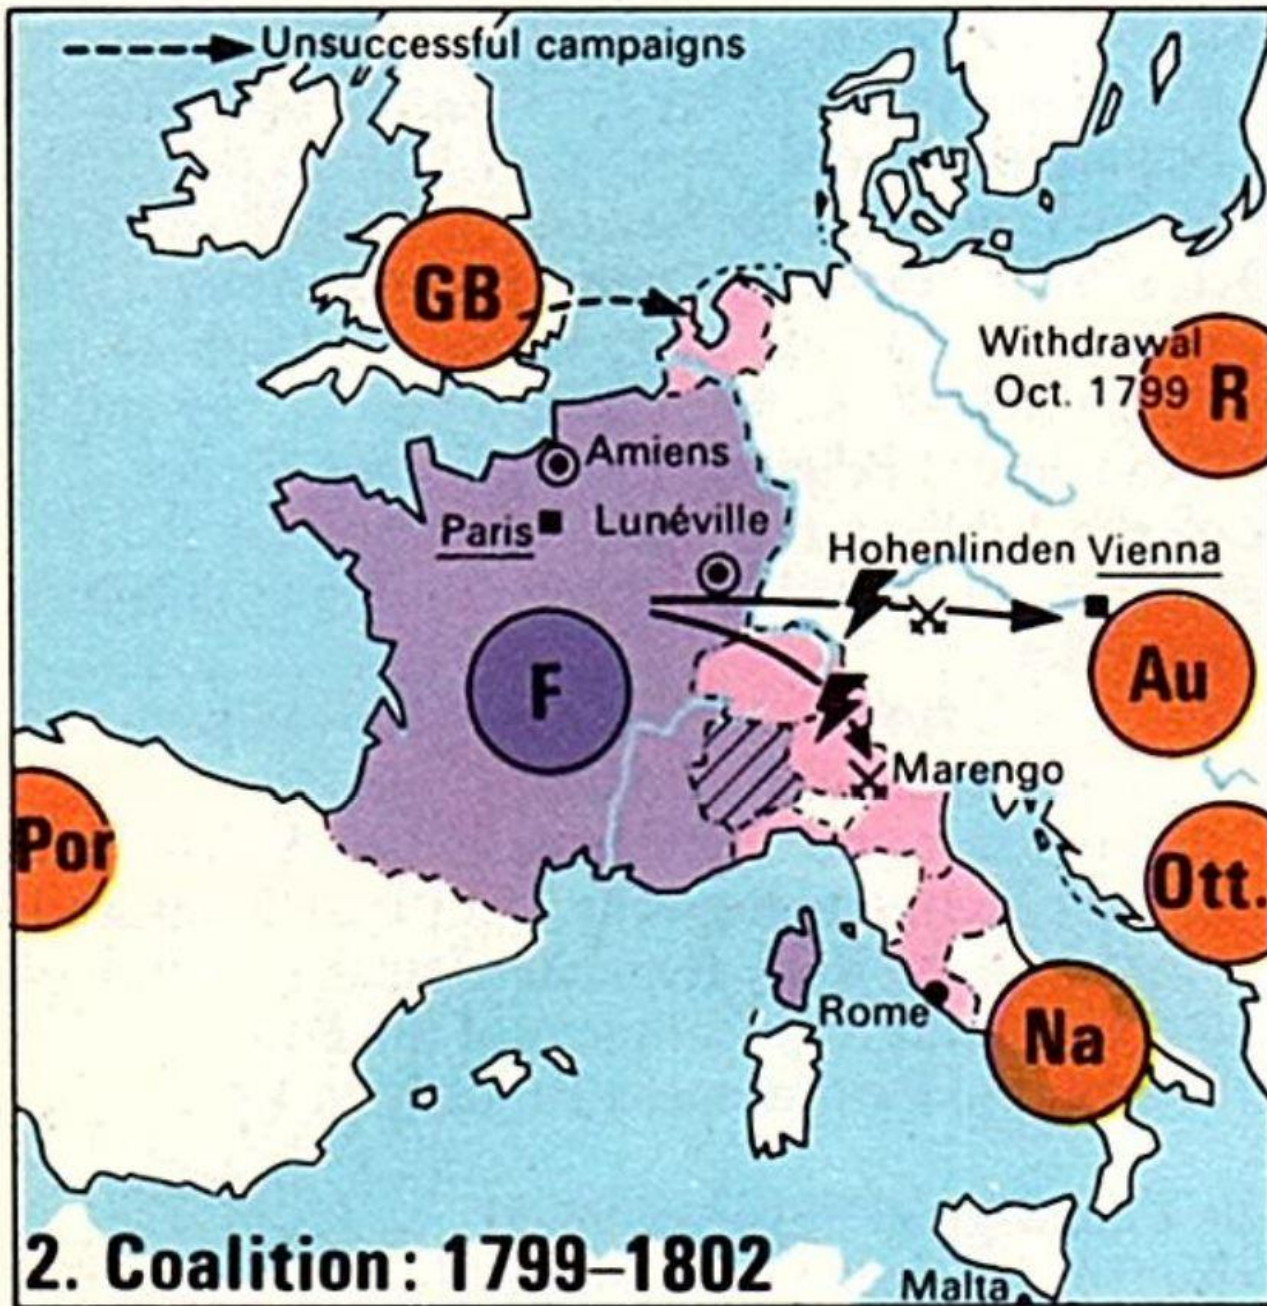 Unsuccessful campaigns
GB
Withdrawal
Oct. 1799
R
Amiens
Paris
Lunéville
Hohenlinden
Vienna
F
Au
Marengo
Por
Ott.
Rome
Na
2. Coalition: 1799–1802
Malta